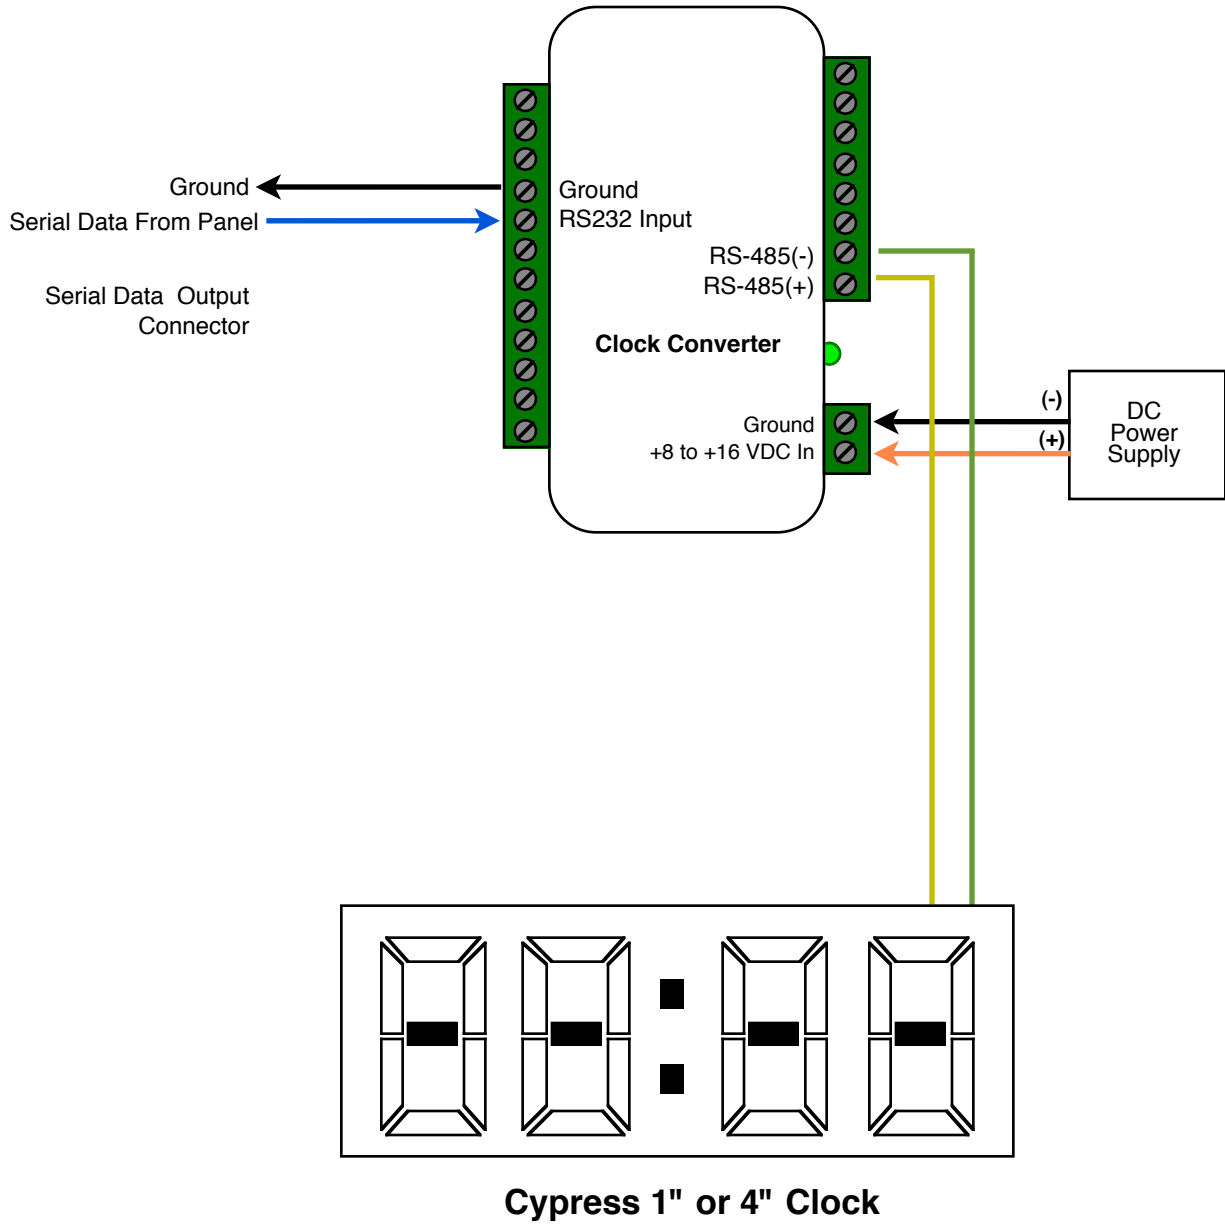 Ground
Serial Data From Panel
Serial Data Output
Connector
Ground
RS232 Input
RS-485(-)
RS-485(+)
Clock Converter
Ground
+8 to +16 VDC In
(-)
(+)
DC
Power
Supply
Cypress 1" or 4" Clock